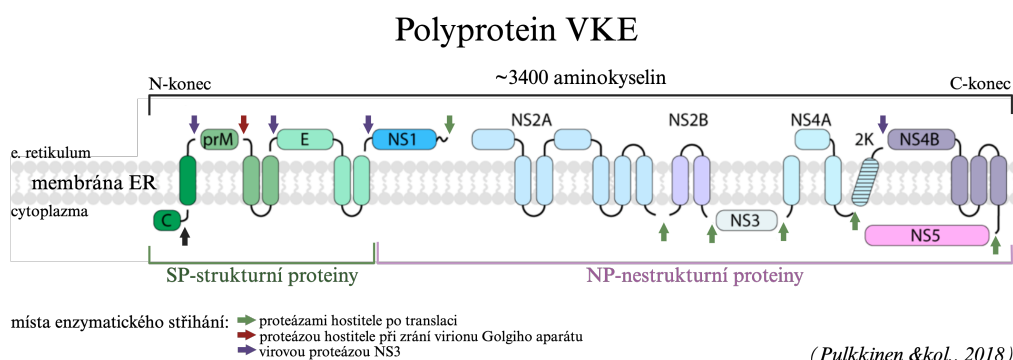 Polyprotein VKE
~3400 aminokyselin
N-konec
C-konec
NS2A
NS2B
NS4A
2K
prM
E
NS1
NS4B
e. retikulum
membrána ER
cytoplazma
C
NS3
NS5
SP-strukturní proteiny
NP-nestrukturní proteiny
místa enzymatického střihání:
proteázami hostitele po translaci
proteázou hostitele při zrání virionu Golgiho aparátu
virovou proteázou NS3
(Pulkkinen &kol., 2018)